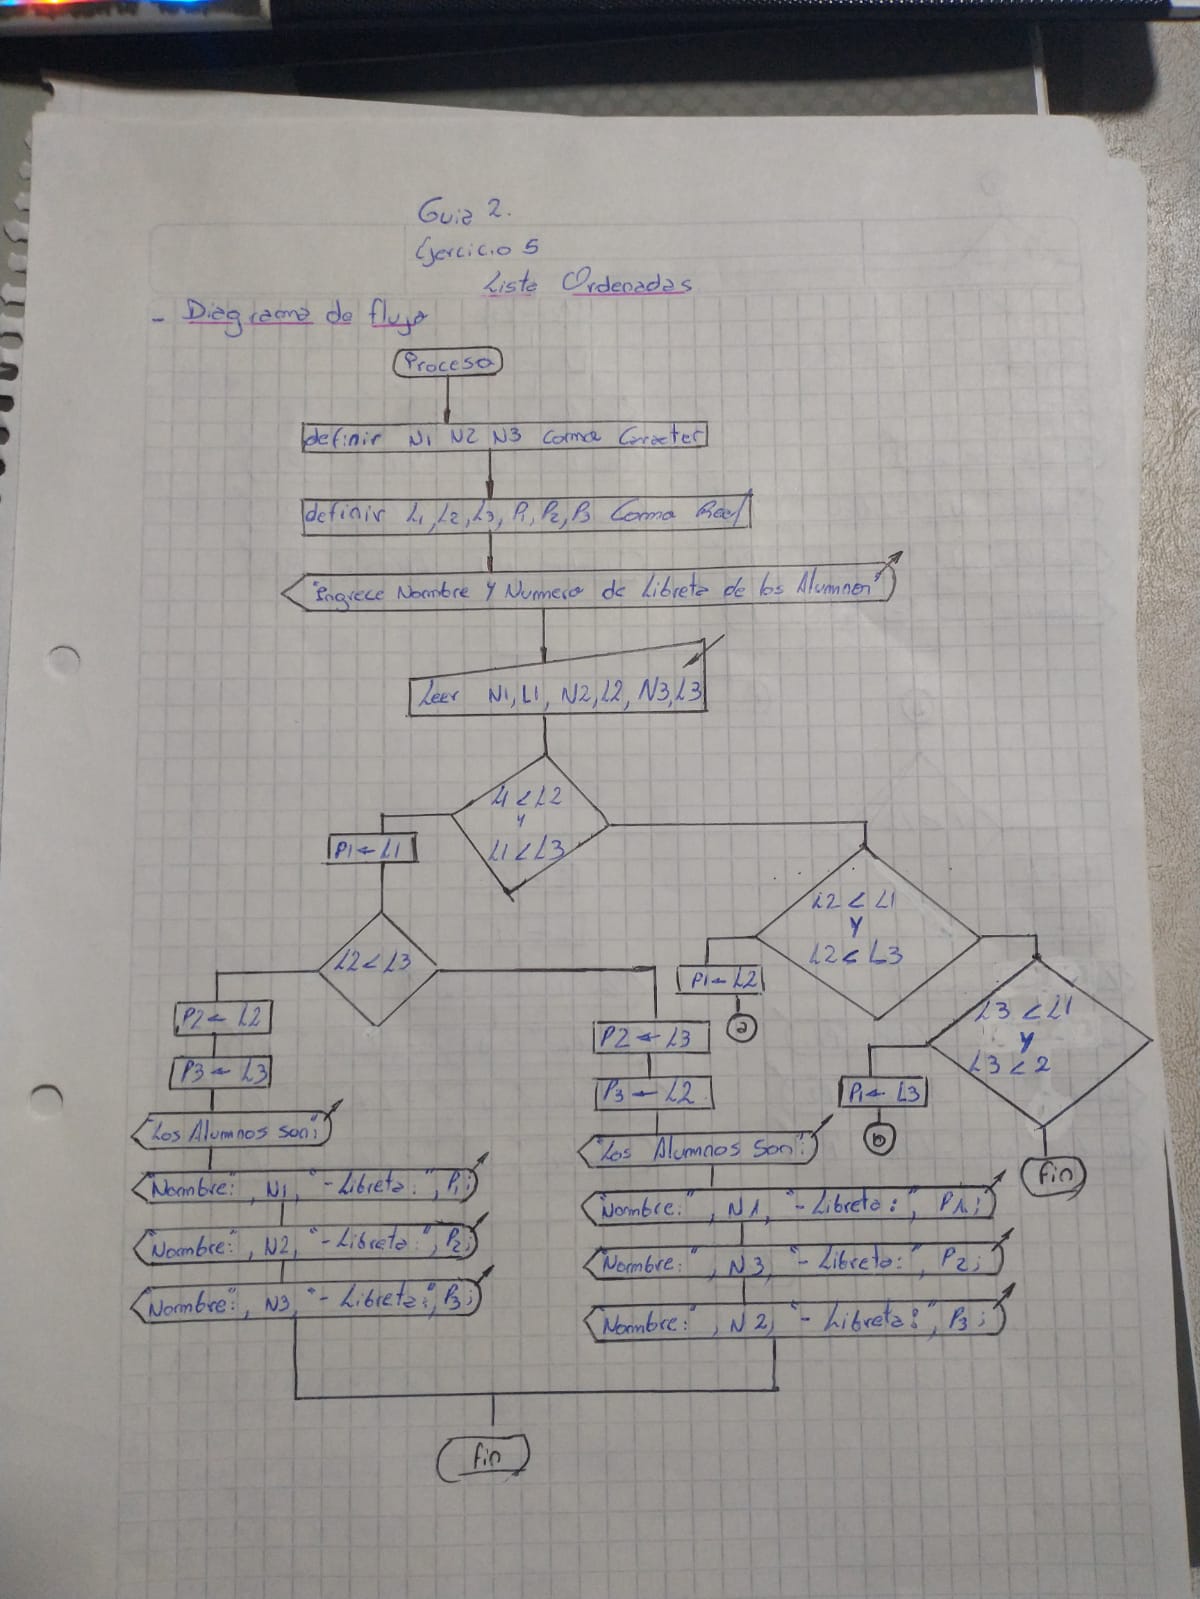 Guia 2.
Ejercicio 5
Liste Ordenadas
- Diagrama de flujo
Proceso
definir N1 N2 N3 como Caracter
definir L1, L2, L3, P1, P2, P3 Como Real
"Ingrece Nombre Y Numero de Libreta de los Alumnos"
Leer N1, L1, N2, L2, N3, L3
L1 < L2
Y
L1 < L3
P1 ← L1
L2 < L3
P2 ← L2
P3 ← L3
"Los Alumnos son:"
"Nombre:", N1, "- Libreta:", P1;
"Nombre:", N2, "- Libreta:", P2;
"Nombre:", N3, "- Libreta:", P3;
P2 ← L3
P3 ← L2
"Los Alumnos Son":
"Nombre:", N1, "- Libreta:", P1;
"Nombre:", N3, "- Libreta:", P2;
"Nombre:", N2, "- Libreta:", P3;
L2 < L1
Y
L2 < L3
P1 ← L2
a
L3 < L1
Y
L3 < 2
P1 ← L3
b
fin
fin